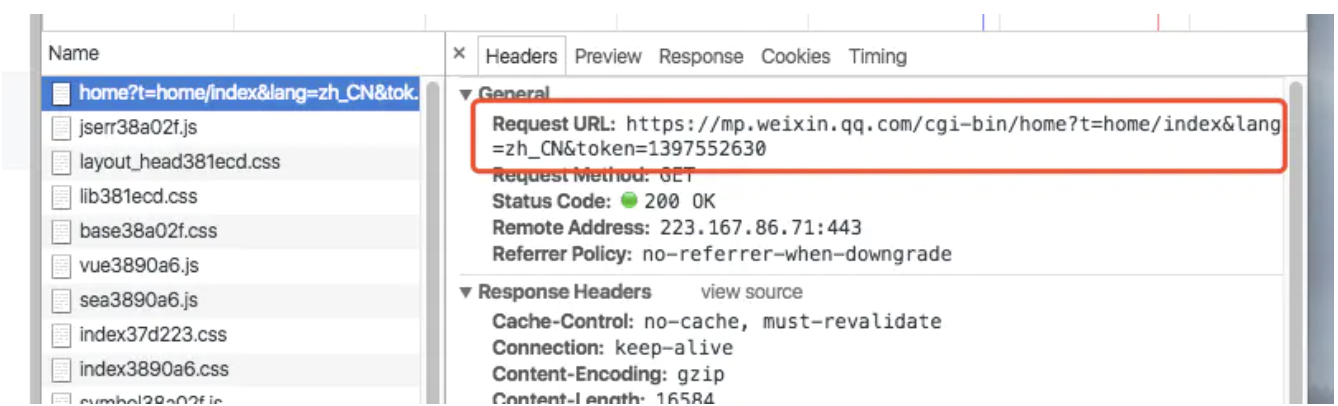 Name
× Headers Preview Response Cookies Timing
home?t=home/index&lang=zh_CN&tok.
jserr38a02f.js
layout_head381ecd.css
lib381ecd.css
base38a02f.css
vue3890a6.js
sea3890a6.js
index37d223.css
index3890a6.css
symbol38a02f.js
▼ General
Request URL: https://mp.weixin.qq.com/cgi-bin/home?t=home/index&lang
=zh_CN&token=1397552630
Request Method: GET
Status Code: 200 OK
Remote Address: 223.167.86.71:443
Referrer Policy: no-referrer-when-downgrade
▼ Response Headers view source
Cache-Control: no-cache, must-revalidate
Connection: keep-alive
Content-Encoding: gzip
Content-Length: 16584